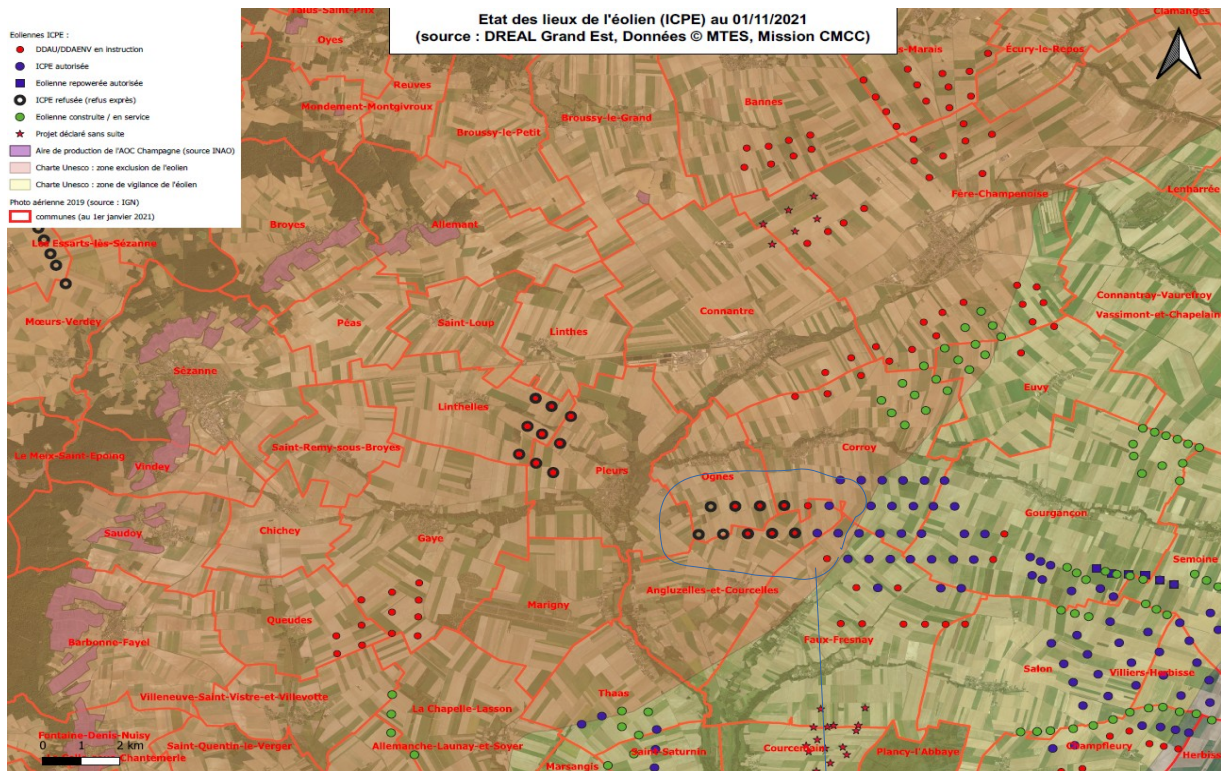 Etat des lieux de l'éolien (ICPE) au 01/11/2021
(source : DREAL Grand Est, Données © MTES, Mission CMCC)
Eoliennes ICPE :
DDAU/DDAENV en instruction
ICPE autorisée
Eolienne repowerée autorisée
ICPE refusée (refus exprès)
Eolienne construite / en service
Projet déclaré sans suite
Aire de production de l'AOC Champagne (source INAO)
Charte Unesco : zone exclusion de l'eolien
Charte Unesco : zone de vigilance de l'éolien
Photo aérienne 2019 (source : IGN)
communes (au 1er janvier 2021)
Talus-Saint-Prix
Clamanges
Oyes
s-Marais
Écury-le-Repos
Reuves
Mondement-Montgivroux
Bannes
Broussy-le-Grand
Broussy-le-Petit
Lenharrée
Fère-Champenoise
Broyes
Allemant
Les Essarts-lès-Sézanne
Connantray-Vaurefroy
Vassimont-et-Chapelain
Connantre
Mœurs-Verdey
Péas
Saint-Loup
Linthes
Sézanne
Euvy
Linthelles
Saint-Remy-sous-Broyes
Corroy
Le Meix-Saint-Epoing
Vindey
Pleurs
Ognes
Gourgançon
Saudoy
Chichey
Gaye
Semoine
Angluzelles-et-Courcelles
Marigny
Queudes
Barbonne-Fayel
Faux-Fresnay
Salon
Villiers-Herbisse
Villeneuve-Saint-Vistre-et-Villevotte
Thaas
La Chapelle-Lasson
Fontaine-Denis-Nuisy
Saint-Quentin-le-Verger
Allemanche-Launay-et-Soyer
Saint-Saturnin
Courcemain
Plancy-l'Abbaye
Champfleury
Herbiss
Marsangis
Chantemerle
0 1 2 km